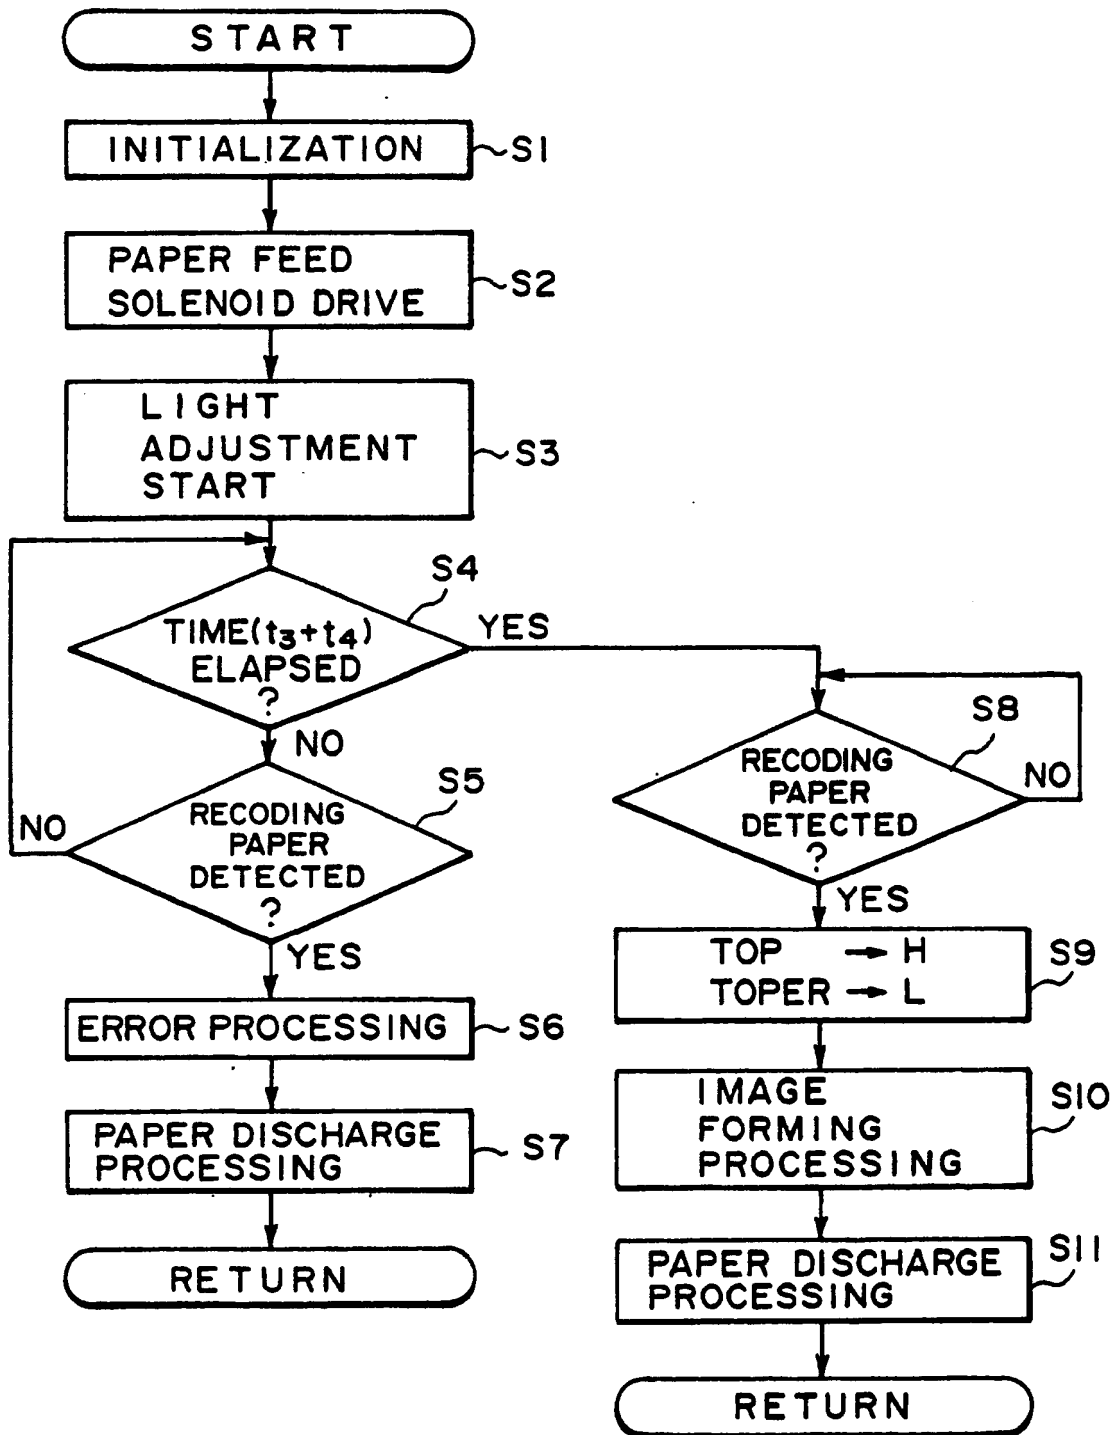 START
INITIALIZATION
S1
PAPER FEED
SOLENOID DRIVE
S2
LIGHT
ADJUSTMENT
START
S3
S4
TIME(t3+t4)
ELAPSED
?
YES
NO
S5
RECODING
PAPER
DETECTED
?
NO
YES
ERROR PROCESSING
S6
PAPER DISCHARGE
PROCESSING
S7
RETURN
S8
RECODING
PAPER
DETECTED
?
NO
YES
TOP → H
TOPER → L
S9
IMAGE
FORMING
PROCESSING
S10
PAPER DISCHARGE
PROCESSING
S11
RETURN